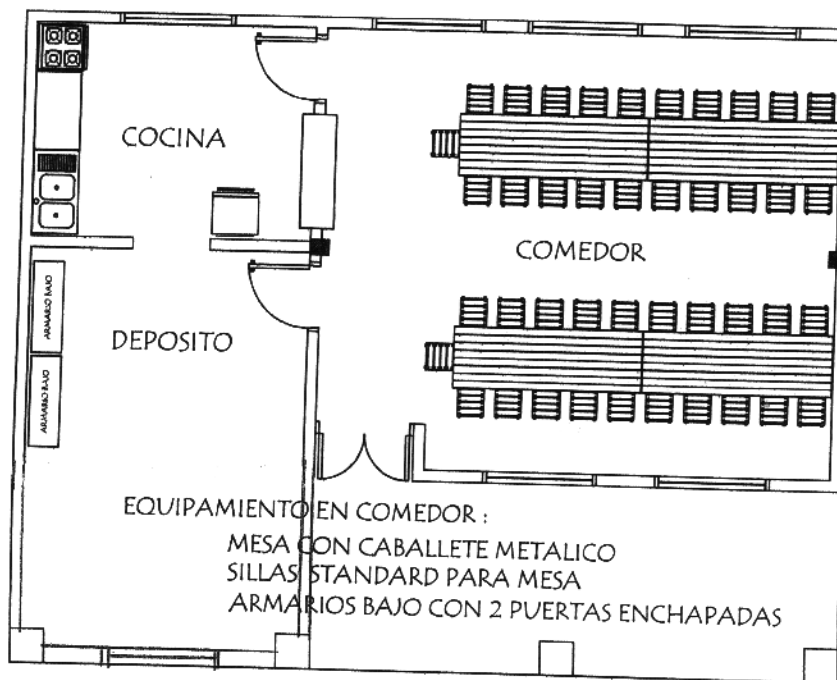 COCINA
COMEDOR
ARMARIO BAJO
DEPOSITO
ARMARIO BAJO
EQUIPAMIENTO EN COMEDOR :
MESA CON CABALLETE METALICO
SILLAS STANDARD PARA MESA
ARMARIOS BAJO CON 2 PUERTAS ENCHAPADAS